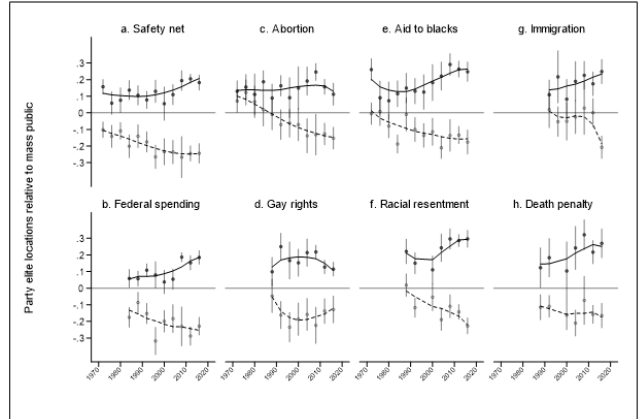 Party elite locations relative to mass public
a. Safety net
c. Abortion
e. Aid to blacks
g. Immigration
.3
.2
.1
0
-.1
-.2
-.3
b. Federal spending
d. Gay rights
f. Racial resentment
h. Death penalty
.3
.2
.1
0
-.1
-.2
-.3
1970 1980 1990 2000 2010 2020
1970 1980 1990 2000 2010 2020
1970 1980 1990 2000 2010 2020
1970 1980 1990 2000 2010 2020